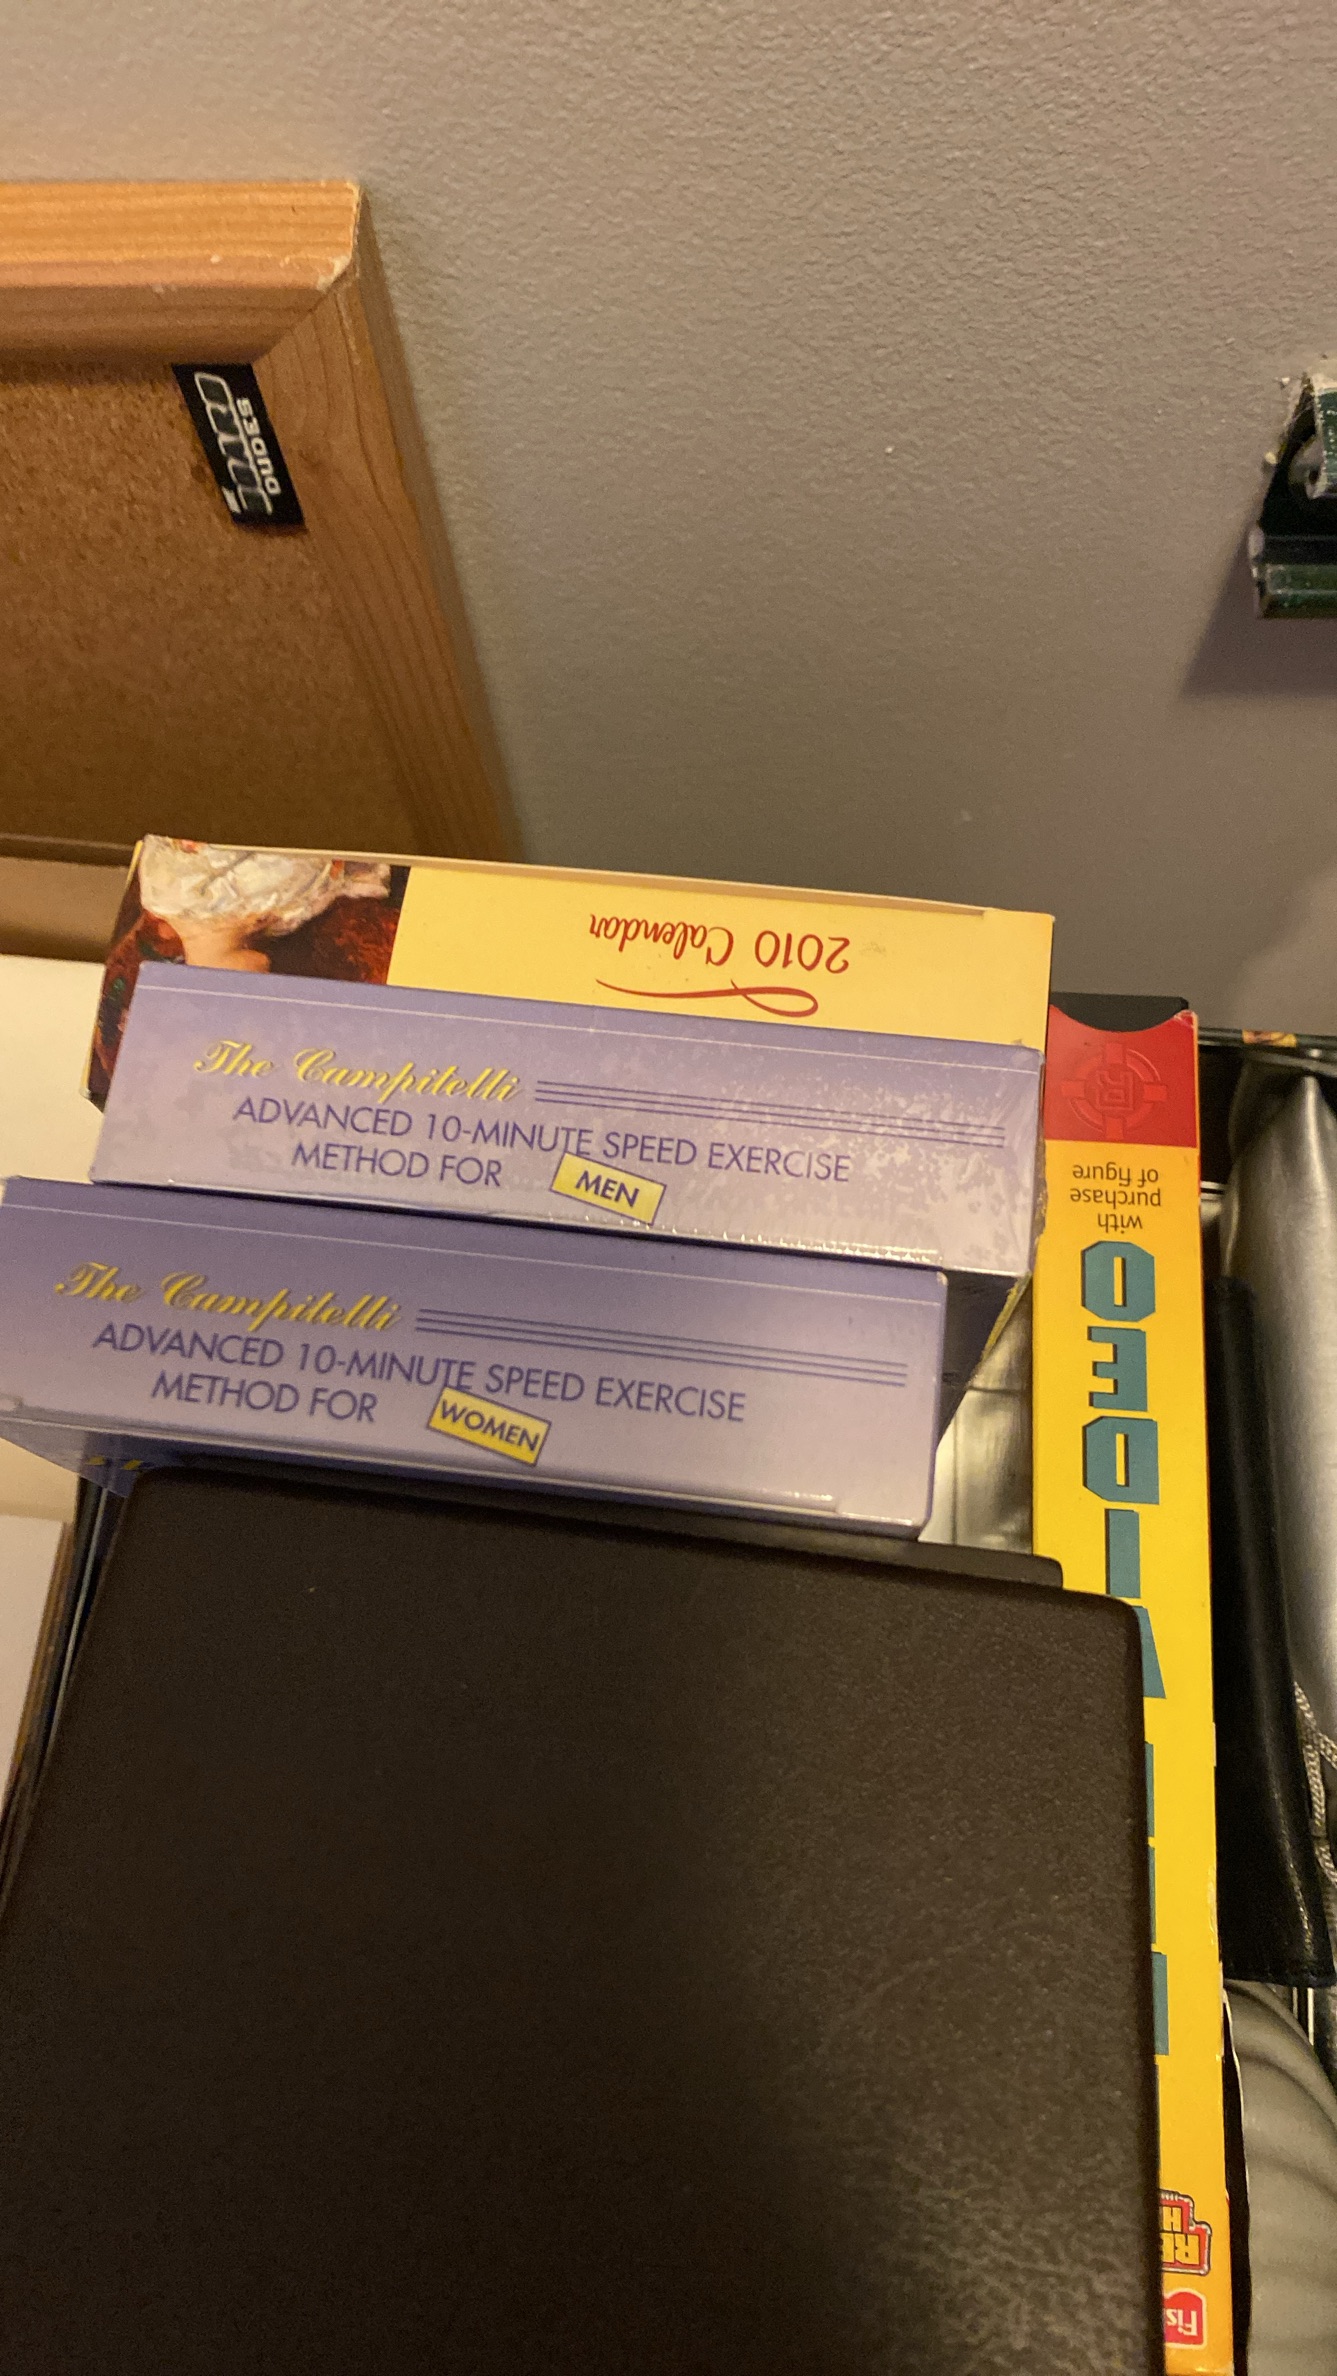 2010 Calendar
The Campitelli
ADVANCED 10-MINUTE SPEED EXERCISE
METHOD FOR MEN
The Campitelli
ADVANCED 10-MINUTE SPEED EXERCISE
METHOD FOR WOMEN
VIDEO
with
purchase
of figure